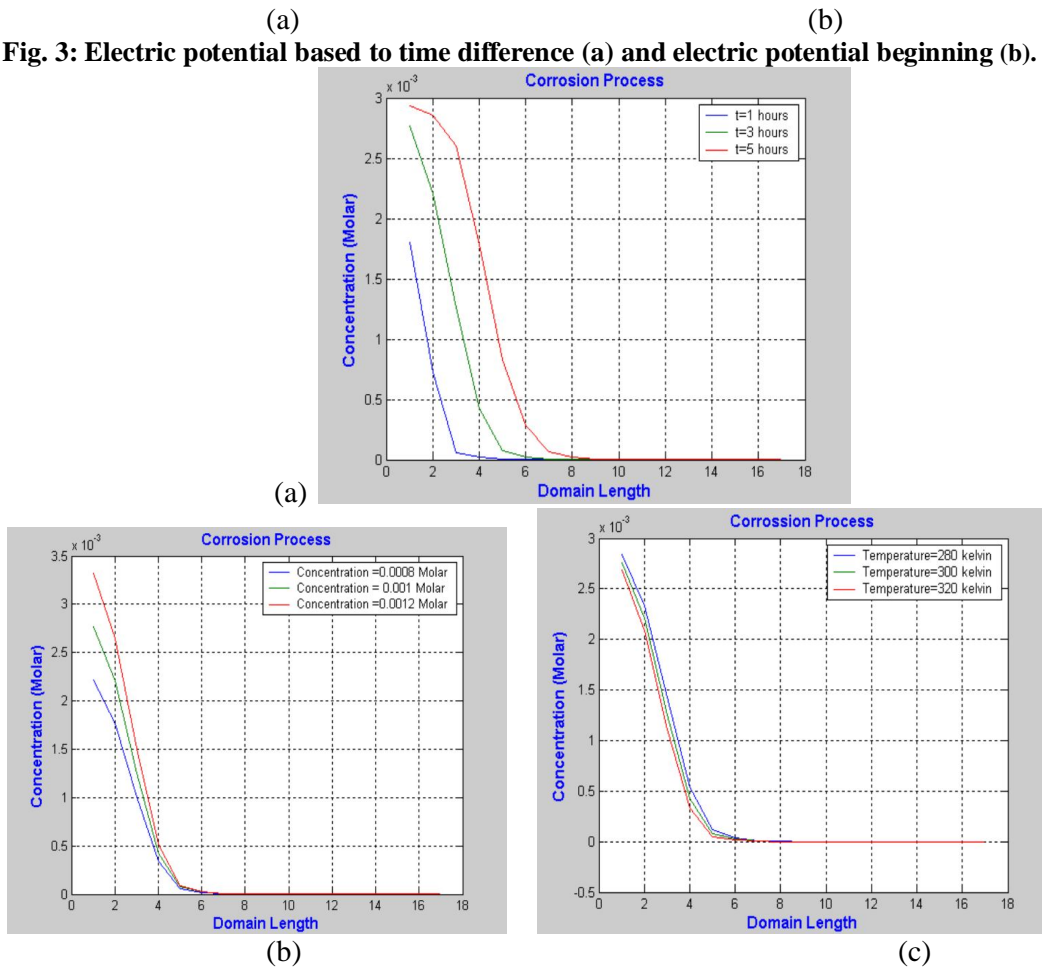 (a) (b)
Fig. 3: Electric potential based to time difference (a) and electric potential beginning (b).
Corrosion Process
x 10-3
t=1 hours
t=3 hours
t=5 hours
3
2.5
2
1.5
1
0.5
0
Concentration (Molar)
0 2 4 6 8 10 12 14 16 18
Domain Length
(a)
Corrosion Process
x 10-3
Concentration =0.0008 Molar
Concentration = 0.001 Molar
Concentration =0.0012 Molar
3.5
3
2.5
2
1.5
1
0.5
0
Concentration (Molar)
0 2 4 6 8 10 12 14 16 18
Domain Length
(b)
Corrossion Process
x 10-3
Temperature=280 kelvin
Temperature=300 kelvin
Temperature=320 kelvin
3
2.5
2
1.5
1
0.5
0
-0.5
Concentration (Molar)
0 2 4 6 8 10 12 14 16 18
Domain Length
(c)